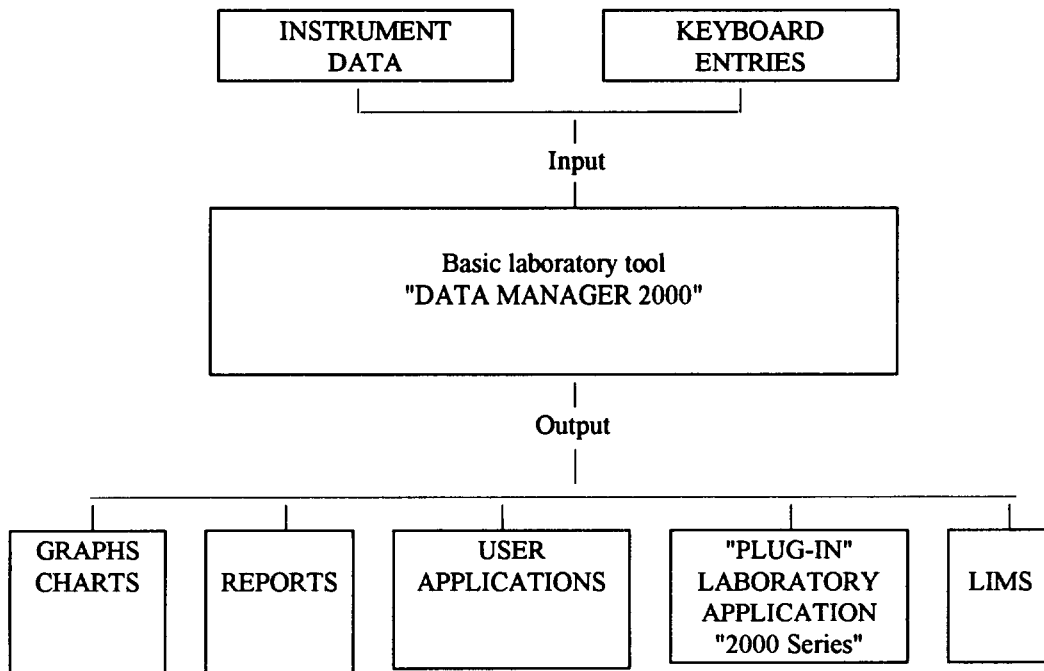 INSTRUMENT
DATA
KEYBOARD
ENTRIES
Input
Basic laboratory tool
"DATA MANAGER 2000"
Output
GRAPHS
CHARTS
REPORTS
USER
APPLICATIONS
"PLUG-IN"
LABORATORY
APPLICATION
"2000 Series"
LIMS